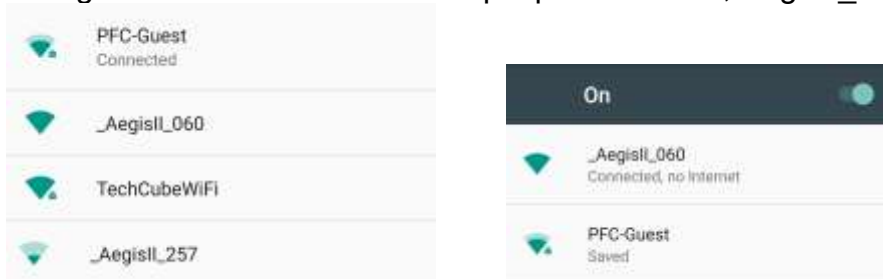 PFC-Guest
Connected
_AegisII_060
TechCubeWiFi
_AegisII_257
On
_AegisII_060
Connected, no Internet
PFC-Guest
Saved